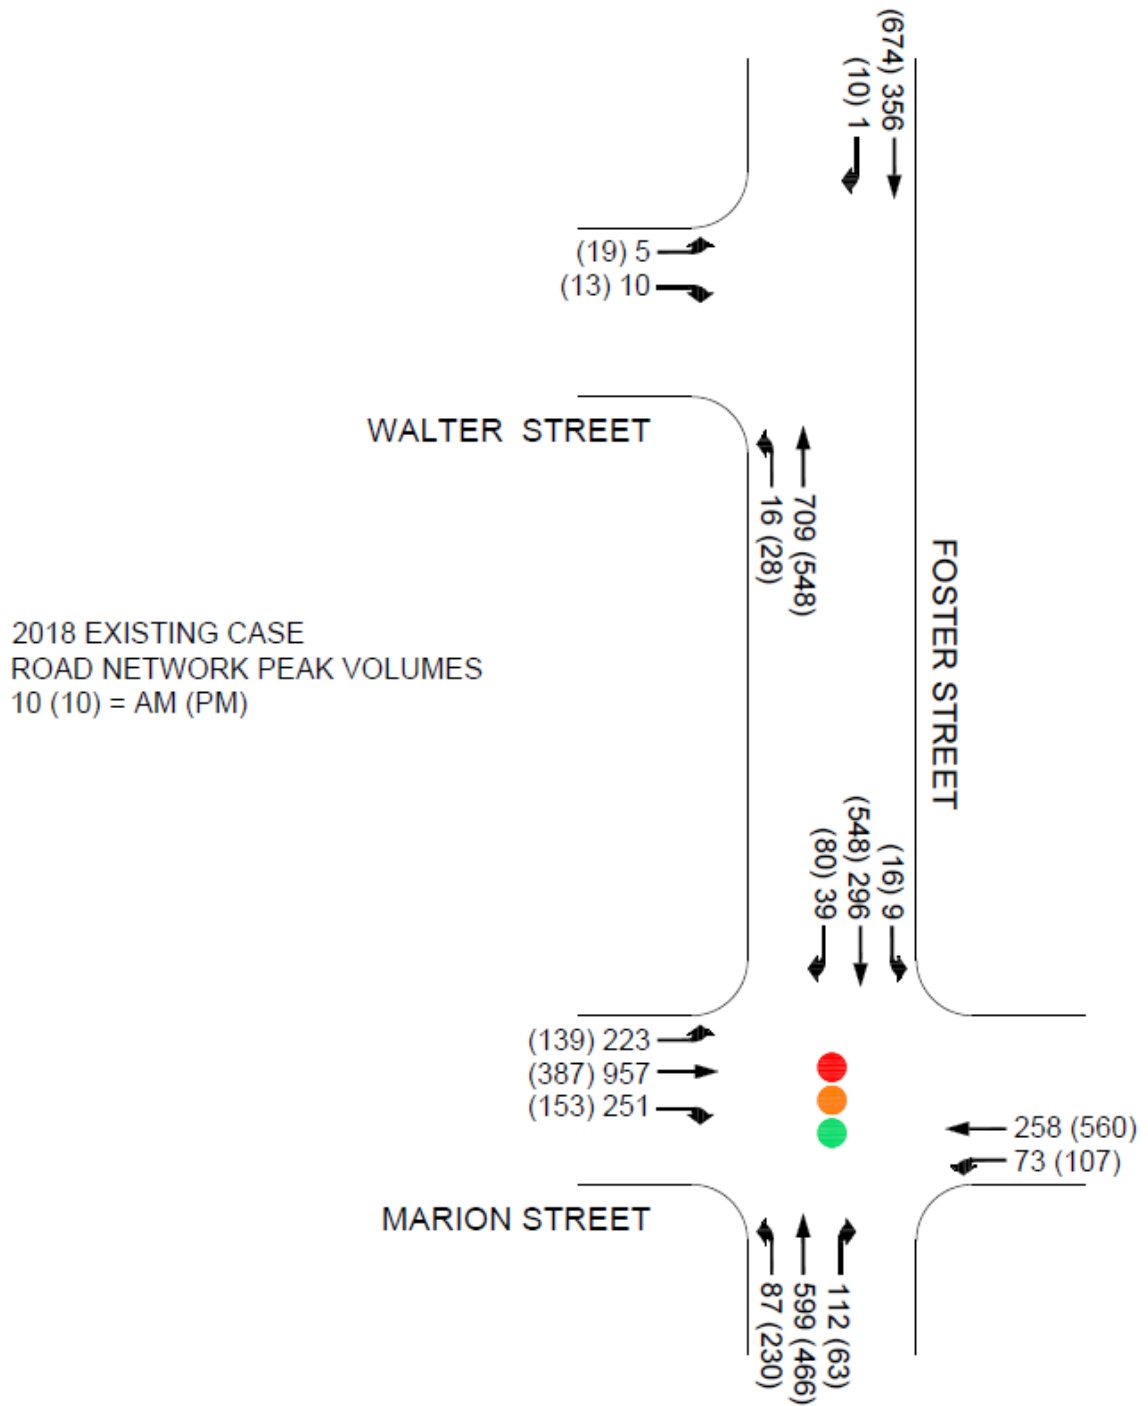 (674) 356
(10) 1
(19) 5
(13) 10
WALTER STREET
16 (28)
709 (548)
FOSTER STREET
2018 EXISTING CASE
ROAD NETWORK PEAK VOLUMES
10 (10) = AM (PM)
(80) 39
(548) 296
(16) 9
(139) 223
(387) 957
(153) 251
258 (560)
73 (107)
MARION STREET
87 (230)
599 (466)
112 (63)